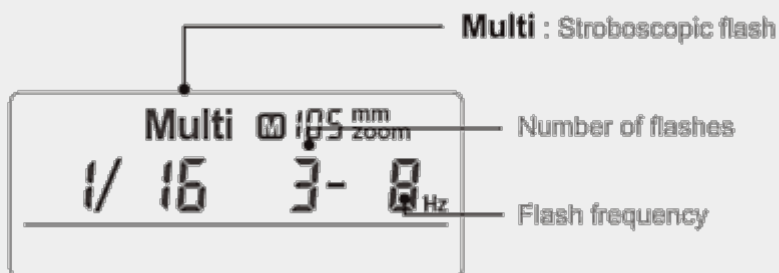 Multi : Stroboscopic flash
Multi M 105 mm zoom
Number of flashes
1/ 16 3- 8 Hz
Flash frequency